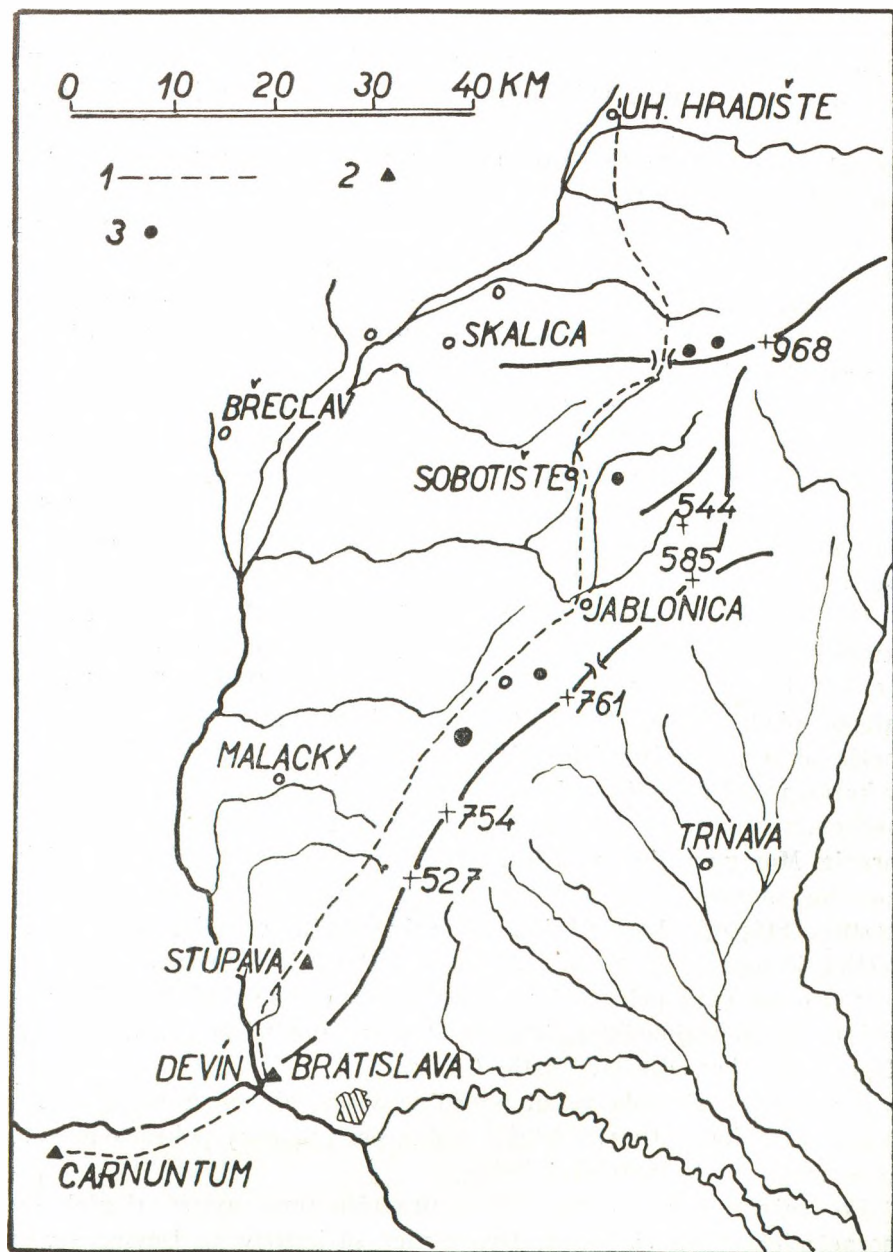 0 10 20 30 40 KM
UH. HRADIŠTE
1 2
3
SKALICA
968
BŘECLAV
SOBOTIŠTE
544
585
JABLONICA
761
MALACKY
754
TRNAVA
527
STUPAVA
DEVÍN BRATISLAVA
CARNUNTUM